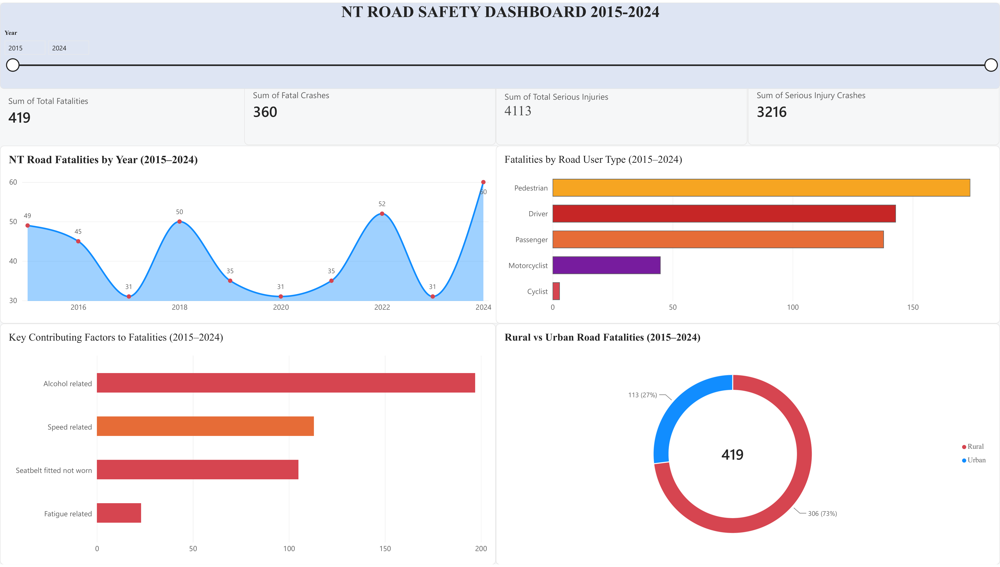 NT ROAD SAFETY DASHBOARD 2015-2024
Year
2015 2024
Sum of Total Fatalities
419
Sum of Fatal Crashes
360
Sum of Total Serious Injuries
4113
Sum of Serious Injury Crashes
3216
NT Road Fatalities by Year (2015–2024)
60
50
40
30
49
45
31
50
35
31
35
52
31
60
2016 2018 2020 2022 2024
Fatalities by Road User Type (2015–2024)
Pedestrian
Driver
Passenger
Motorcyclist
Cyclist
0 50 100 150
Key Contributing Factors to Fatalities (2015–2024)
Alcohol related
Speed related
Seatbelt fitted not worn
Fatigue related
0 50 100 150 200
Rural vs Urban Road Fatalities (2015–2024)
113 (27%)
419
306 (73%)
Rural
Urban